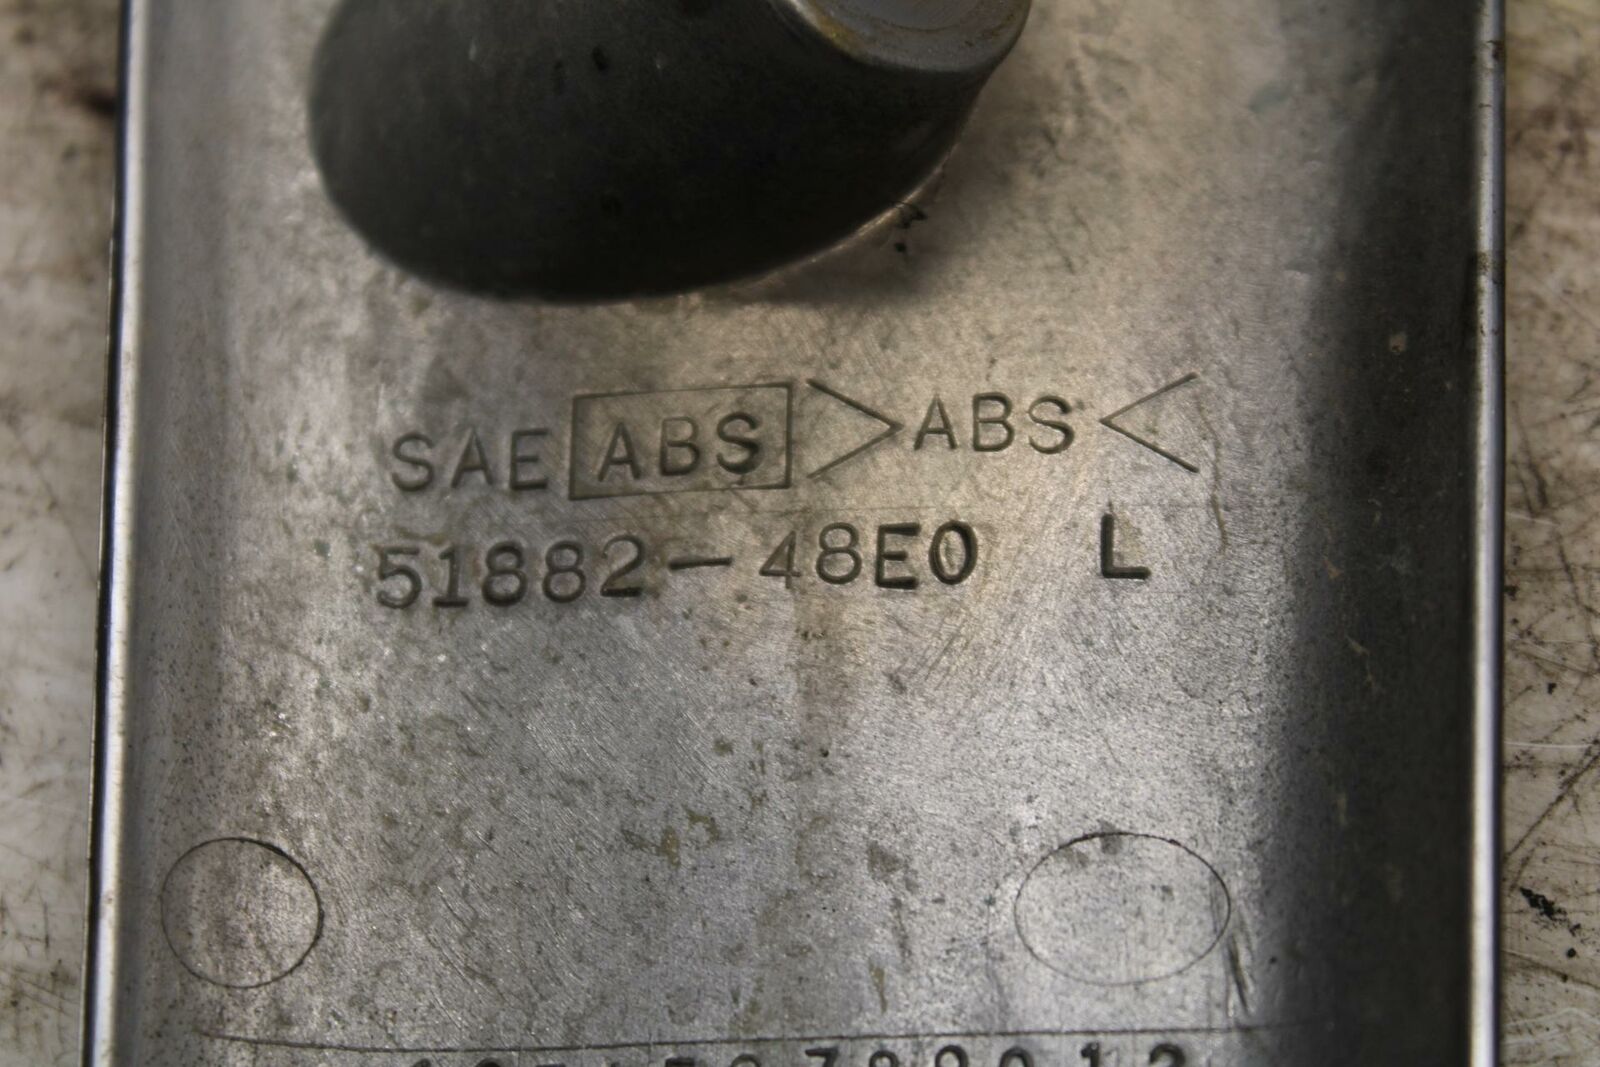 SAE ABS >ABS<
51882-48E0 L